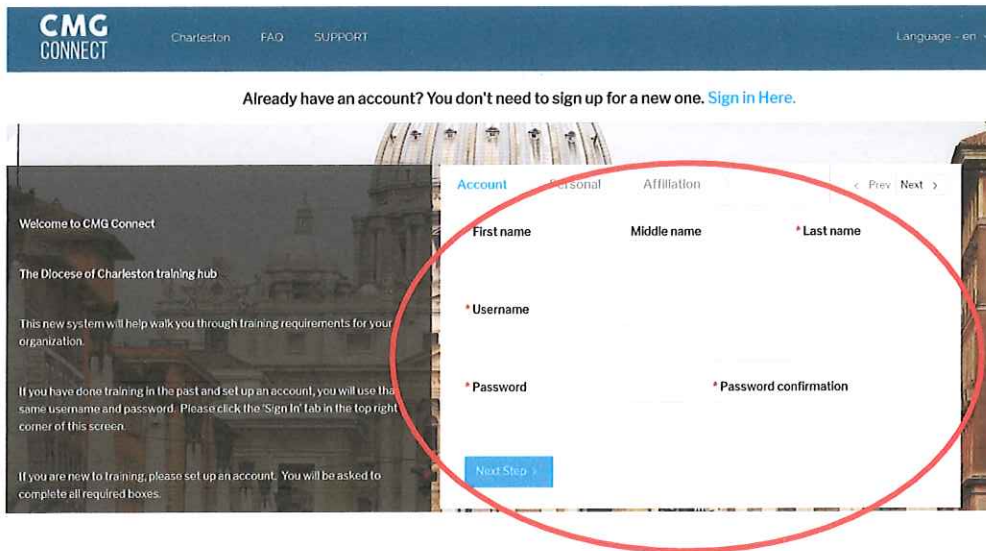 CMG
CONNECT
Charleston FAQ SUPPORT Language - en
Already have an account? You don't need to sign up for a new one. Sign in Here.
Welcome to CMG Connect
The Diocese of Charleston training hub
This new system will help walk you through training requirements for your
organization.
If you have done training in the past and set up an account, you will use that
same username and password. Please click the 'Sign In' tab in the top right
corner of this screen.
If you are new to training, please set up an account. You will be asked to
complete all required boxes.
Account Personal Affiliation < Prev Next >
First name Middle name * Last name
* Username
* Password * Password confirmation
Next Step >